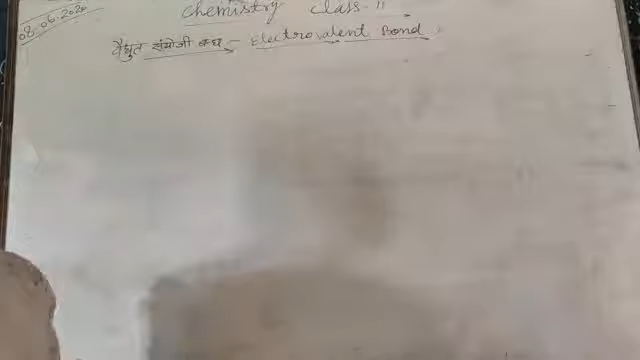 08.06.2020
Chemistry Class - 11
वैधुत संयोजी बन्ध :- Electrovalent Bond :